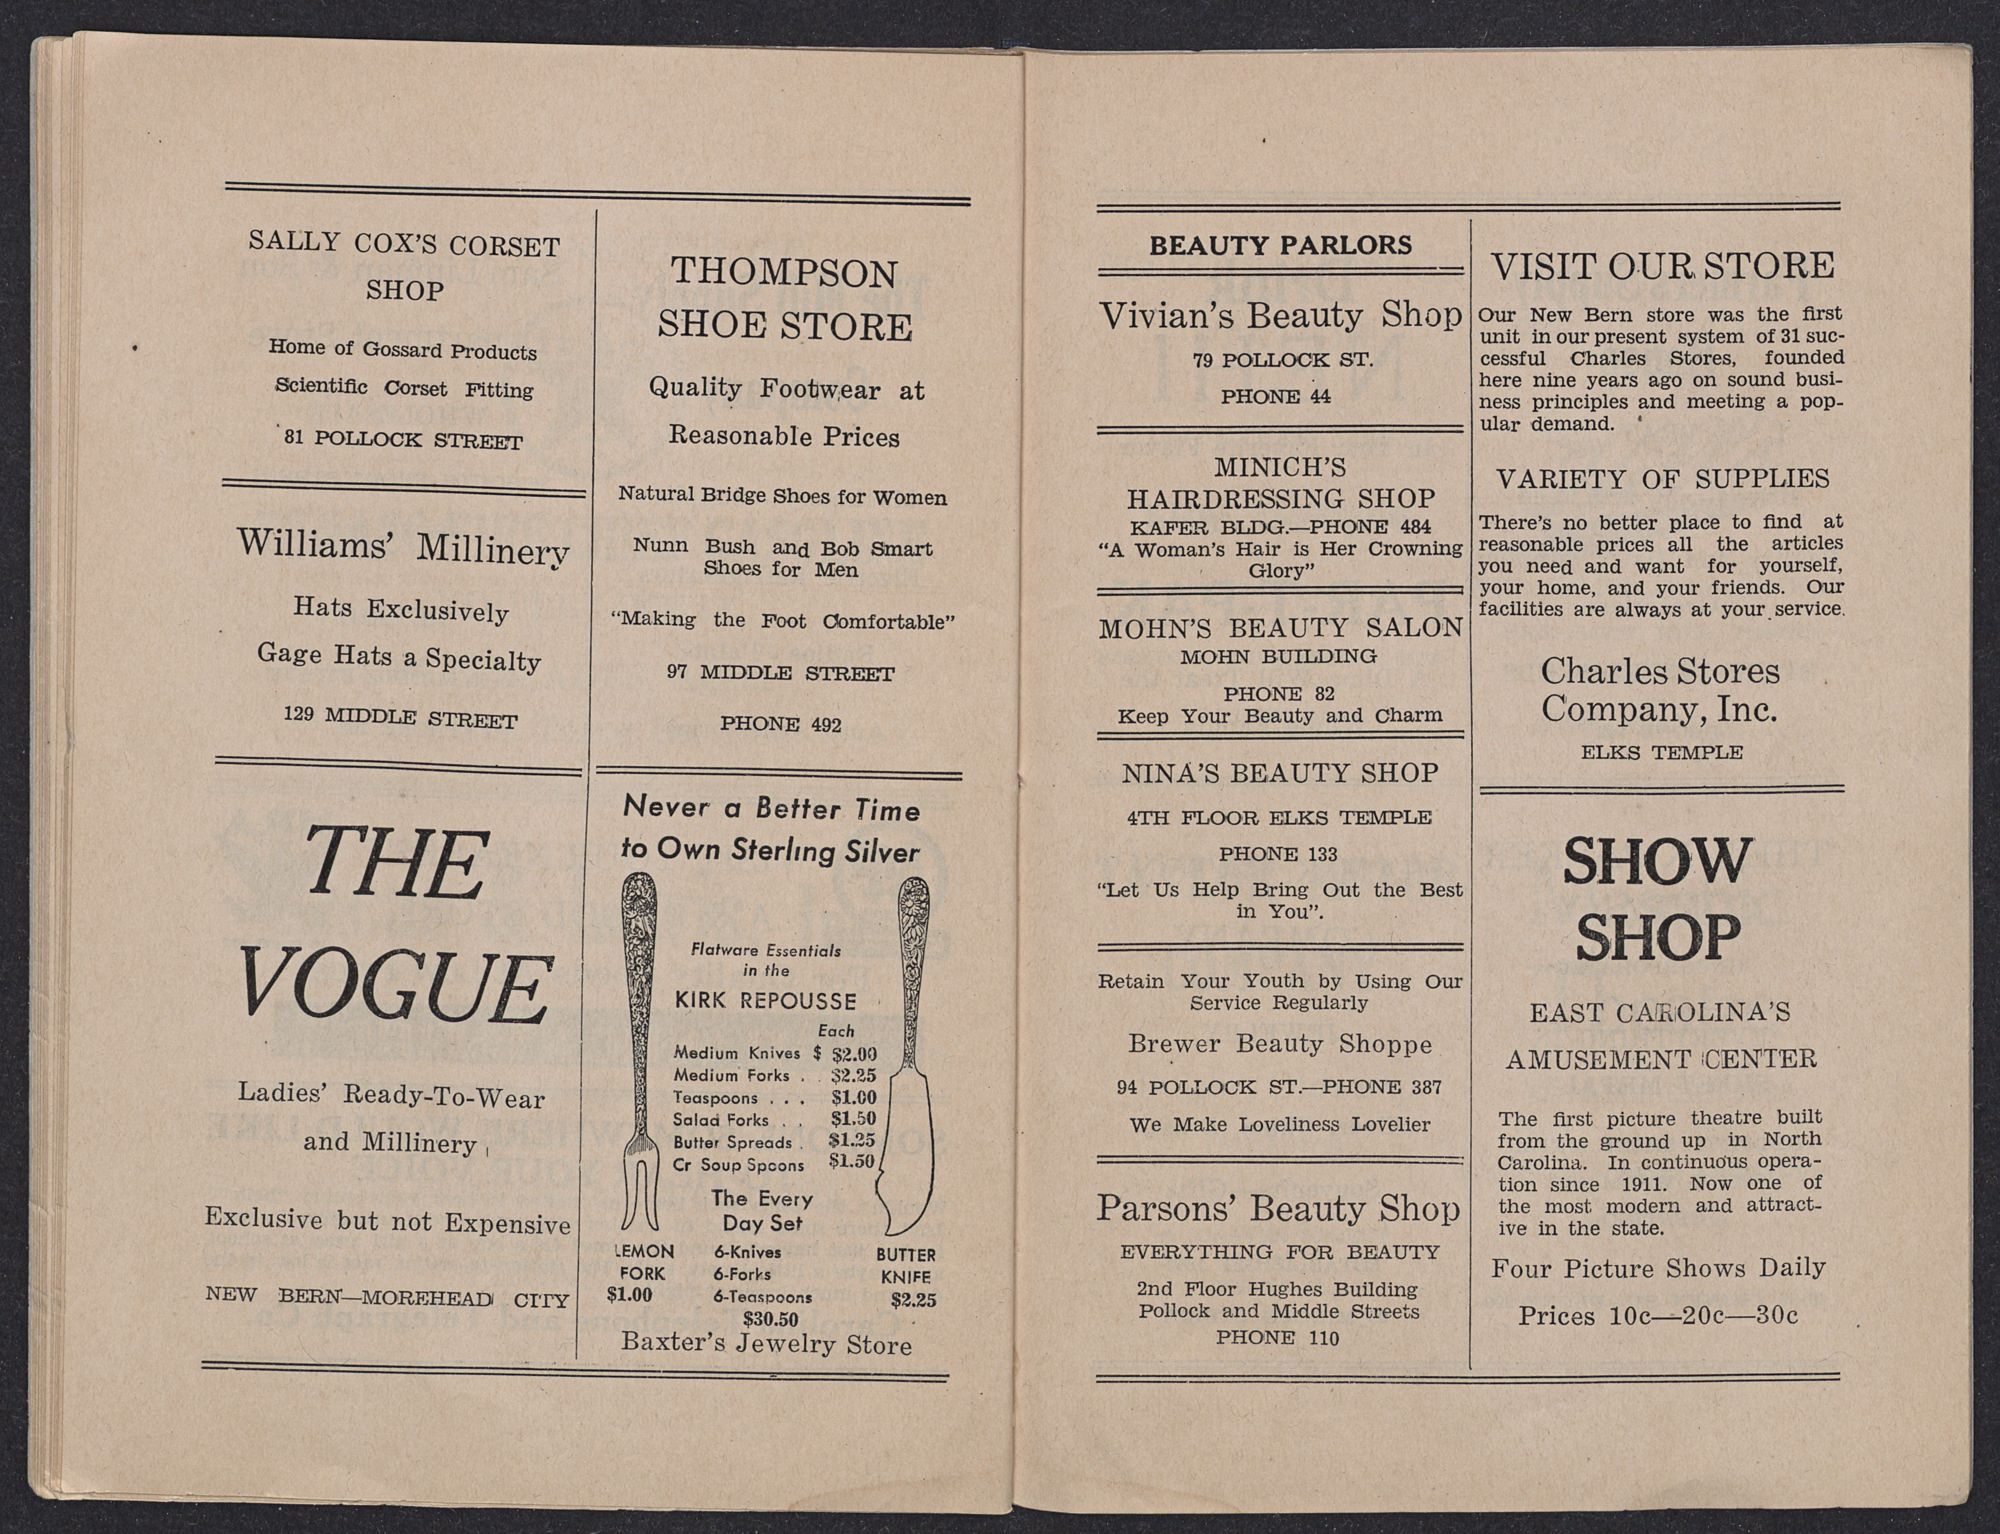 SALLY COX'S CORSET
SHOP
Home of Gossard Products
Scientific Corset Fitting
81 POLLOCK STREET
Williams' Millinery
Hats Exclusively
Gage Hats a Specialty
129 MIDDLE STREET
THE
VOGUE
Ladies' Ready-To-Wear
and Millinery
Exclusive but not Expensive
NEW BERN—MOREHEAD CITY
THOMPSON
SHOE STORE
Quality Footwear at
Reasonable Prices
Natural Bridge Shoes for Women
Nunn Bush and Bob Smart
Shoes for Men
"Making the Foot Comfortable"
97 MIDDLE STREET
PHONE 492
Never a Better Time
to Own Sterling Silver
Flatware Essentials
in the
KIRK REPOUSSE
Each
Medium Knives $ $2.00
Medium Forks . . $2.25
Teaspoons . . . $1.00
Salad Forks . . $1.50
Butter Spreads . $1.25
Cr Soup Spoons $1.50
The Every
Day Set
LEMON 6-Knives BUTTER
FORK 6-Forks KNIFE
$1.00 6-Teaspoons $2.25
$30.50
Baxter's Jewelry Store
BEAUTY PARLORS
Vivian's Beauty Shop
79 POLLOCK ST.
PHONE 44
MINICH'S
HAIRDRESSING SHOP
KAFER BLDG.—PHONE 484
"A Woman's Hair is Her Crowning
Glory"
MOHN'S BEAUTY SALON
MOHN BUILDING
PHONE 82
Keep Your Beauty and Charm
NINA'S BEAUTY SHOP
4TH FLOOR ELKS TEMPLE
PHONE 133
"Let Us Help Bring Out the Best
in You".
Retain Your Youth by Using Our
Service Regularly
Brewer Beauty Shoppe
94 POLLOCK ST.—PHONE 387
We Make Loveliness Lovelier
Parsons' Beauty Shop
EVERYTHING FOR BEAUTY
2nd Floor Hughes Building
Pollock and Middle Streets
PHONE 110
VISIT OUR STORE
Our New Bern store was the first
unit in our present system of 31 suc-
cessful Charles Stores, founded
here nine years ago on sound busi-
ness principles and meeting a pop-
ular demand.
VARIETY OF SUPPLIES
There's no better place to find at
reasonable prices all the articles
you need and want for yourself,
your home, and your friends. Our
facilities are always at your service.
Charles Stores
Company, Inc.
ELKS TEMPLE
SHOW
SHOP
EAST CAROLINA'S
AMUSEMENT CENTER
The first picture theatre built
from the ground up in North
Carolina. In continuous opera-
tion since 1911. Now one of
the most modern and attract-
ive in the state.
Four Picture Shows Daily
Prices 10c—20c—30c